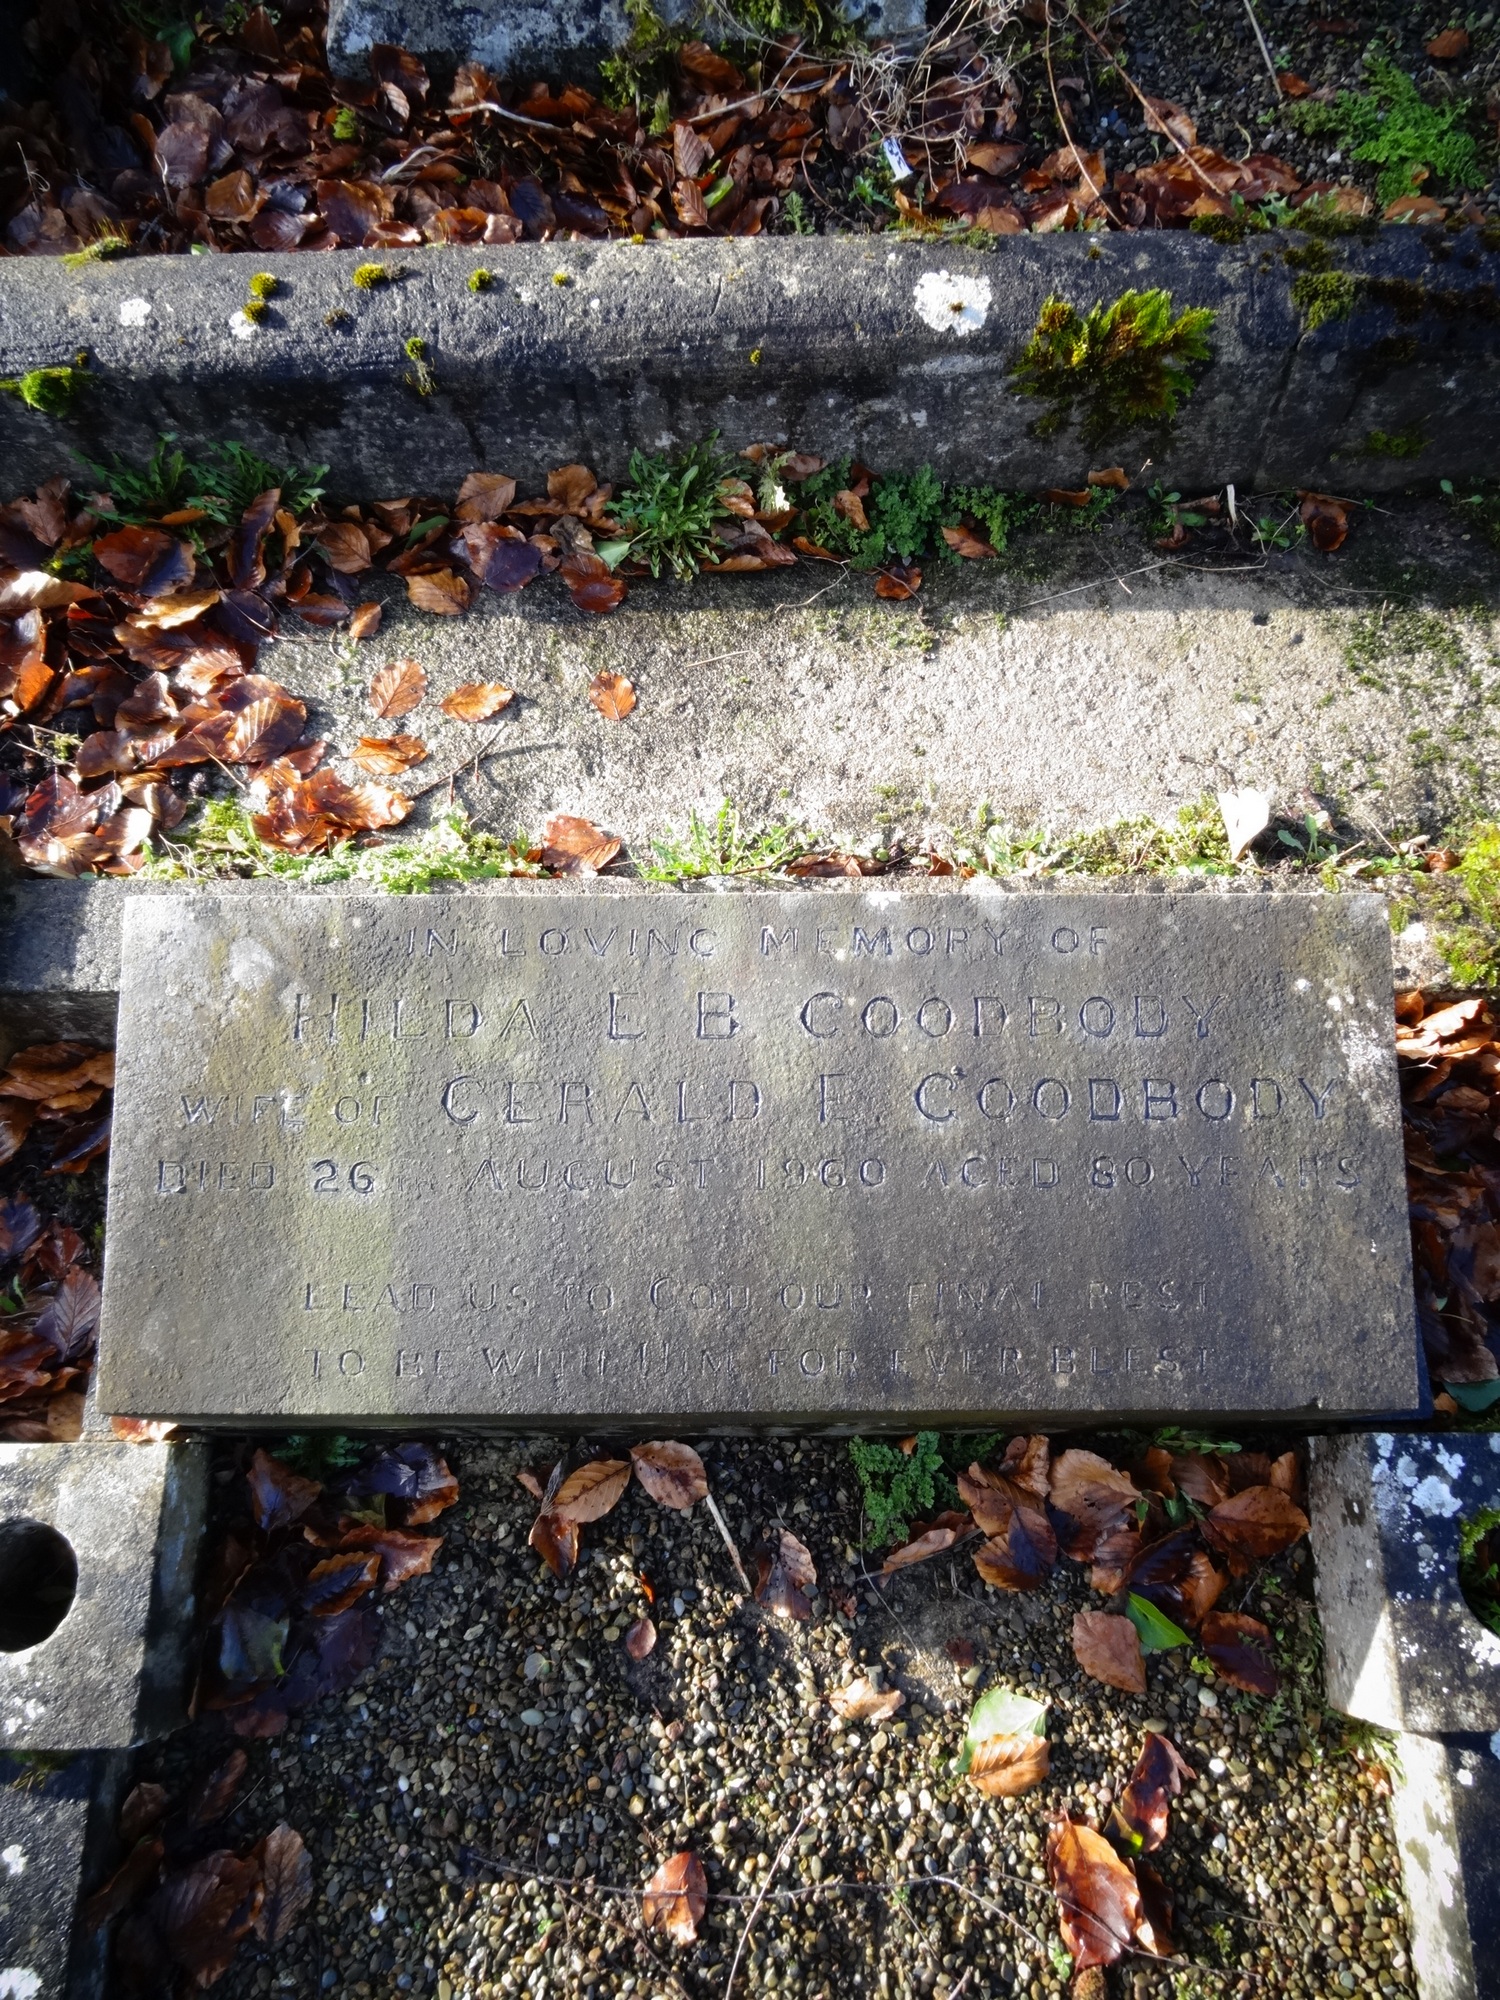 IN LOVING MEMORY OF
HILDA E B GOODBODY
WIFE OF GERALD E. GOODBODY
DIED 26TH AUGUST 1960 AGED 80 YEARS
LEAD US TO GOD OUR FINAL REST
TO BE WITH HIM FOR EVER BLEST